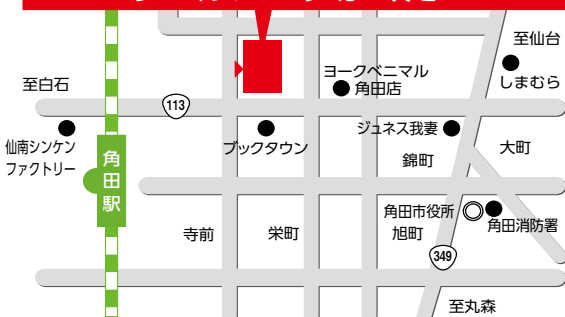 至仙台
ヨークベニマル
角田店
しまむら
至白石
113
仙南シンケン
ファクトリー
ブックタウン
ジュネス我妻
錦町
大町
角田駅
角田市役所
角田消防署
寺前
栄町
旭町
349
至丸森